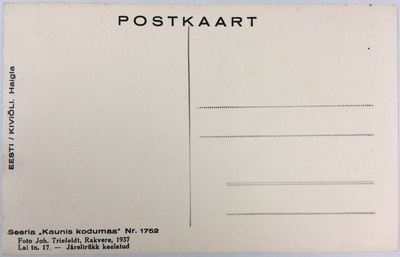 POSTKAART
EESTI / KIVIÕLI. Haigla
Seeria „Kaunis kodumaa" Nr. 1752
Foto Joh. Triefeldt, Rakvere, 1937
Lai tn. 17. — Järeltrükk keelatud